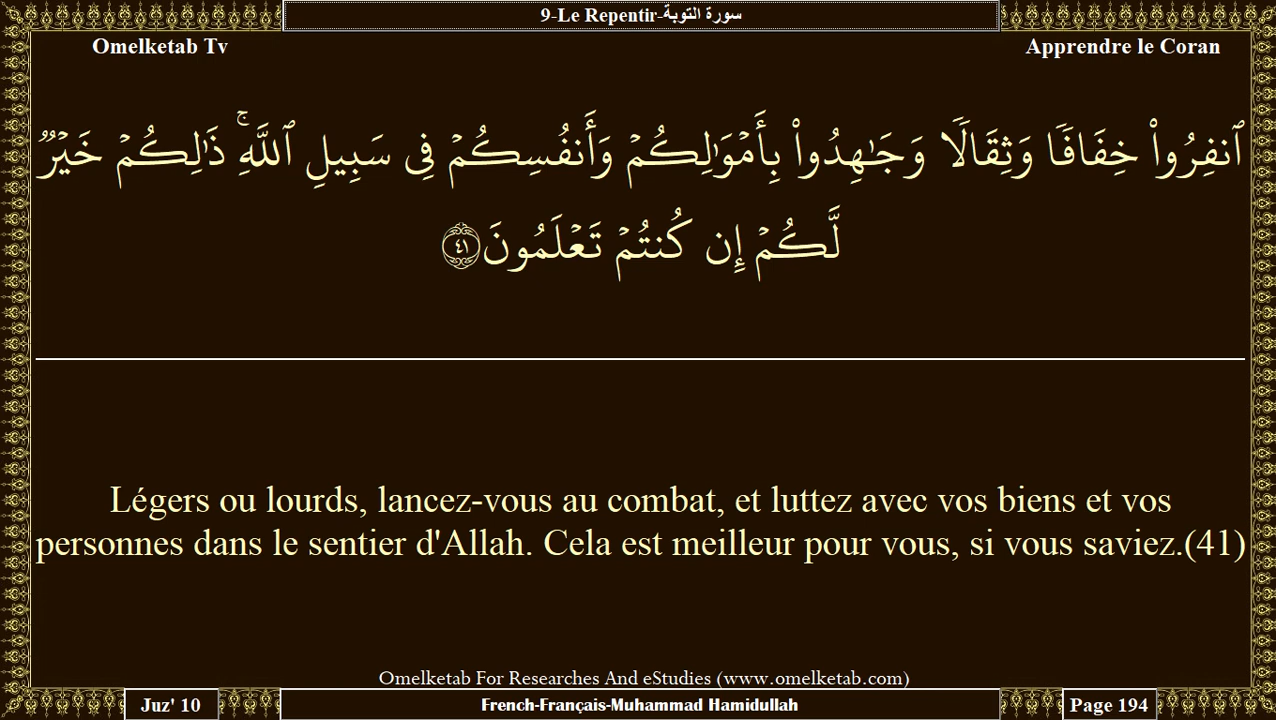 9-Le Repentir-سورة التوبة
Omelketab Tv
Apprendre le Coran
ٱنفِرُوا۟ خِفَافًۭا وَثِقَالًۭا وَجَـٰهِدُوا۟ بِأَمْوَٰلِكُمْ وَأَنفُسِكُمْ فِى سَبِيلِ ٱللَّهِ ۚ ذَٰلِكُمْ خَيْرٌۭ
لَّكُمْ إِن كُنتُمْ تَعْلَمُونَ ﴿٤١﴾
Légers ou lourds, lancez-vous au combat, et luttez avec vos biens et vos
personnes dans le sentier d'Allah. Cela est meilleur pour vous, si vous saviez.(41)
Omelketab For Researches And eStudies (www.omelketab.com)
Juz' 10
French-Français-Muhammad Hamidullah
Page 194